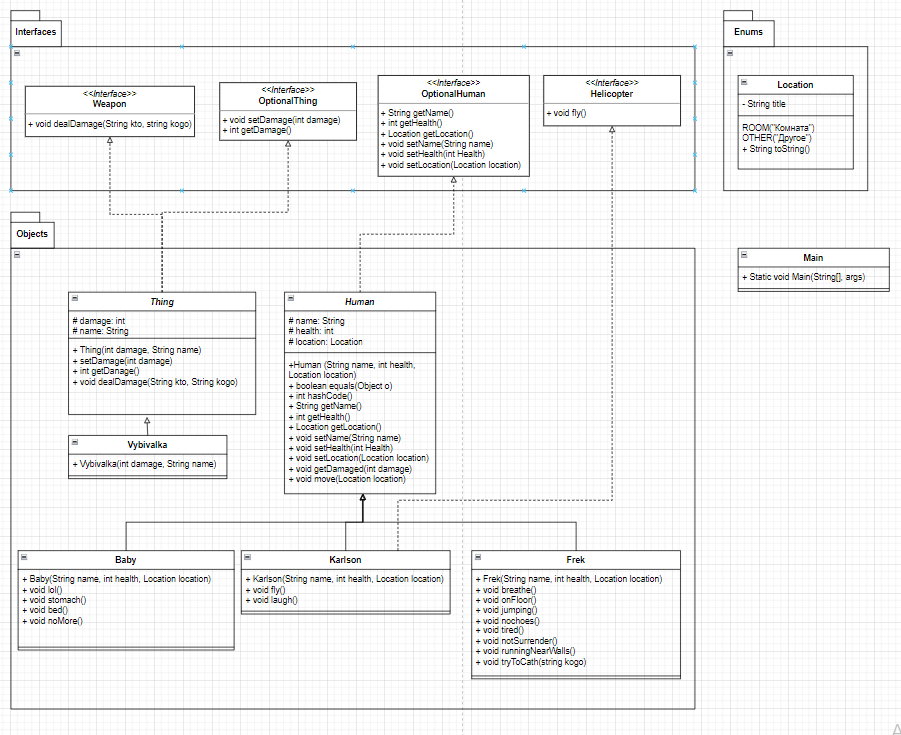 Interfaces
<<Interface>>
Weapon
+ void dealDamage(String kto, string kogo)
<<Interface>>
OptionalThing
+ void setDamage(int damage)
+ int getDamage()
<<Interface>>
OptionalHuman
+ String getName()
+ int getHealth()
+ Location getLocation()
+ void setName(String name)
+ void setHealth(int Health)
+ void setLocation(Location location)
<<Interface>>
Helicopter
+ void fly()
Enums
Location
- String title
ROOM("Комната")
OTHER("Другое")
+ String toString()
Objects
Main
+ Static void Main(String[], args)
Thing
# damage: int
# name: String
+ Thing(int damage, String name)
+ setDamage(int damage)
+ int getDanage()
+ void dealDamage(String kto, String kogo)
Human
# name: String
# health: int
# location: Location
+Human (String name, int health,
Location location)
+ boolean equals(Object o)
+ int hashCode()
+ String getName()
+ int getHealth()
+ Location getLocation()
+ void setName(String name)
+ void setHealth(int Health)
+ void setLocation(Location location)
+ void getDamaged(int damage)
+ void move(Location location)
Vybivalka
+ Vybivalka(int damage, String name)
Baby
+ Baby(String name, int health, Location location)
+ void lol()
+ void stomach()
+ void bed()
+ void noMore()
Karlson
+ Karlson(String name, int health, Location location)
+ void fly()
+ void laugh()
Frek
+ Frek(String name, int health, Location location)
+ void breathe()
+ void onFloor()
+ void jumping()
+ void nochoes()
+ void tired()
+ void notSurrender()
+ void runningNearWalls()
+ void tryToCath(string kogo)